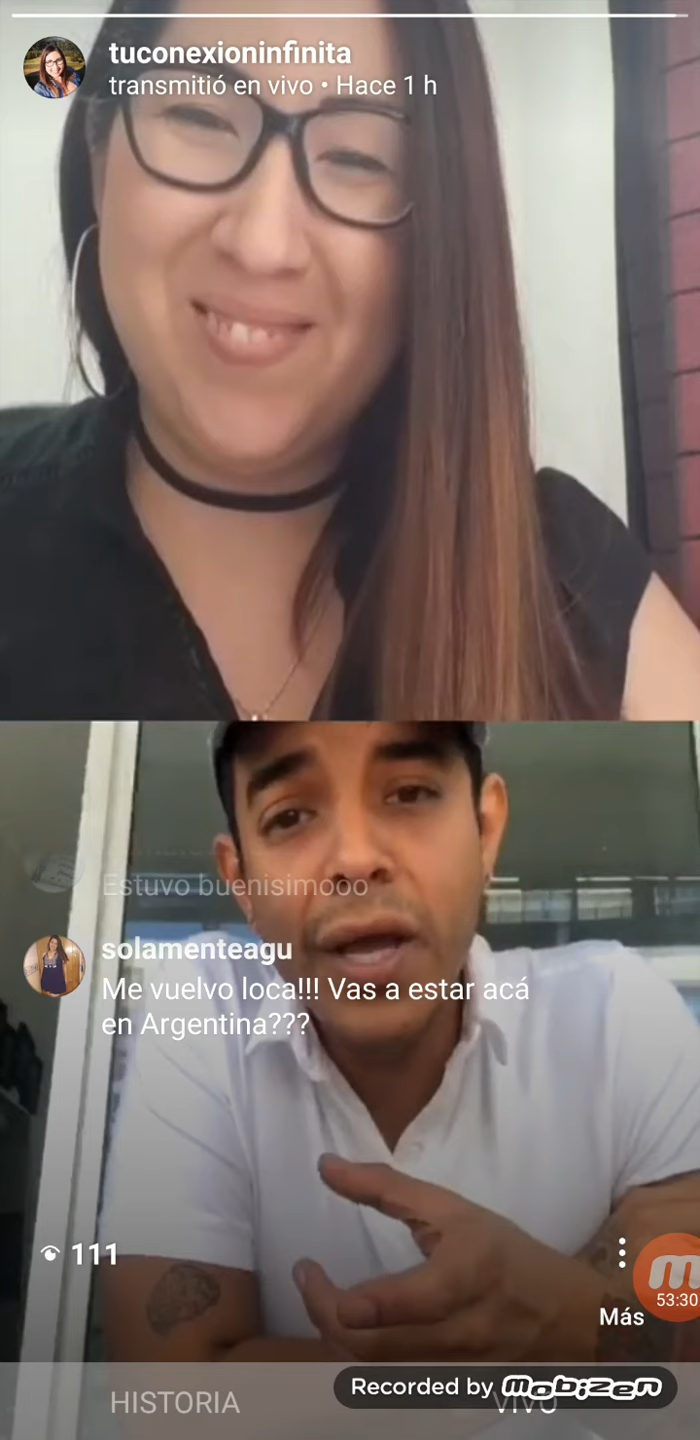 tuconexioninfinita
transmitió en vivo • Hace 1 h
Estuvo buenisimooo
solamenteagu
Me vuelvo loca!!! Vas a estar acá
en Argentina???
111
53:30
Más
Recorded by mobizen
HISTORIA
VIVO